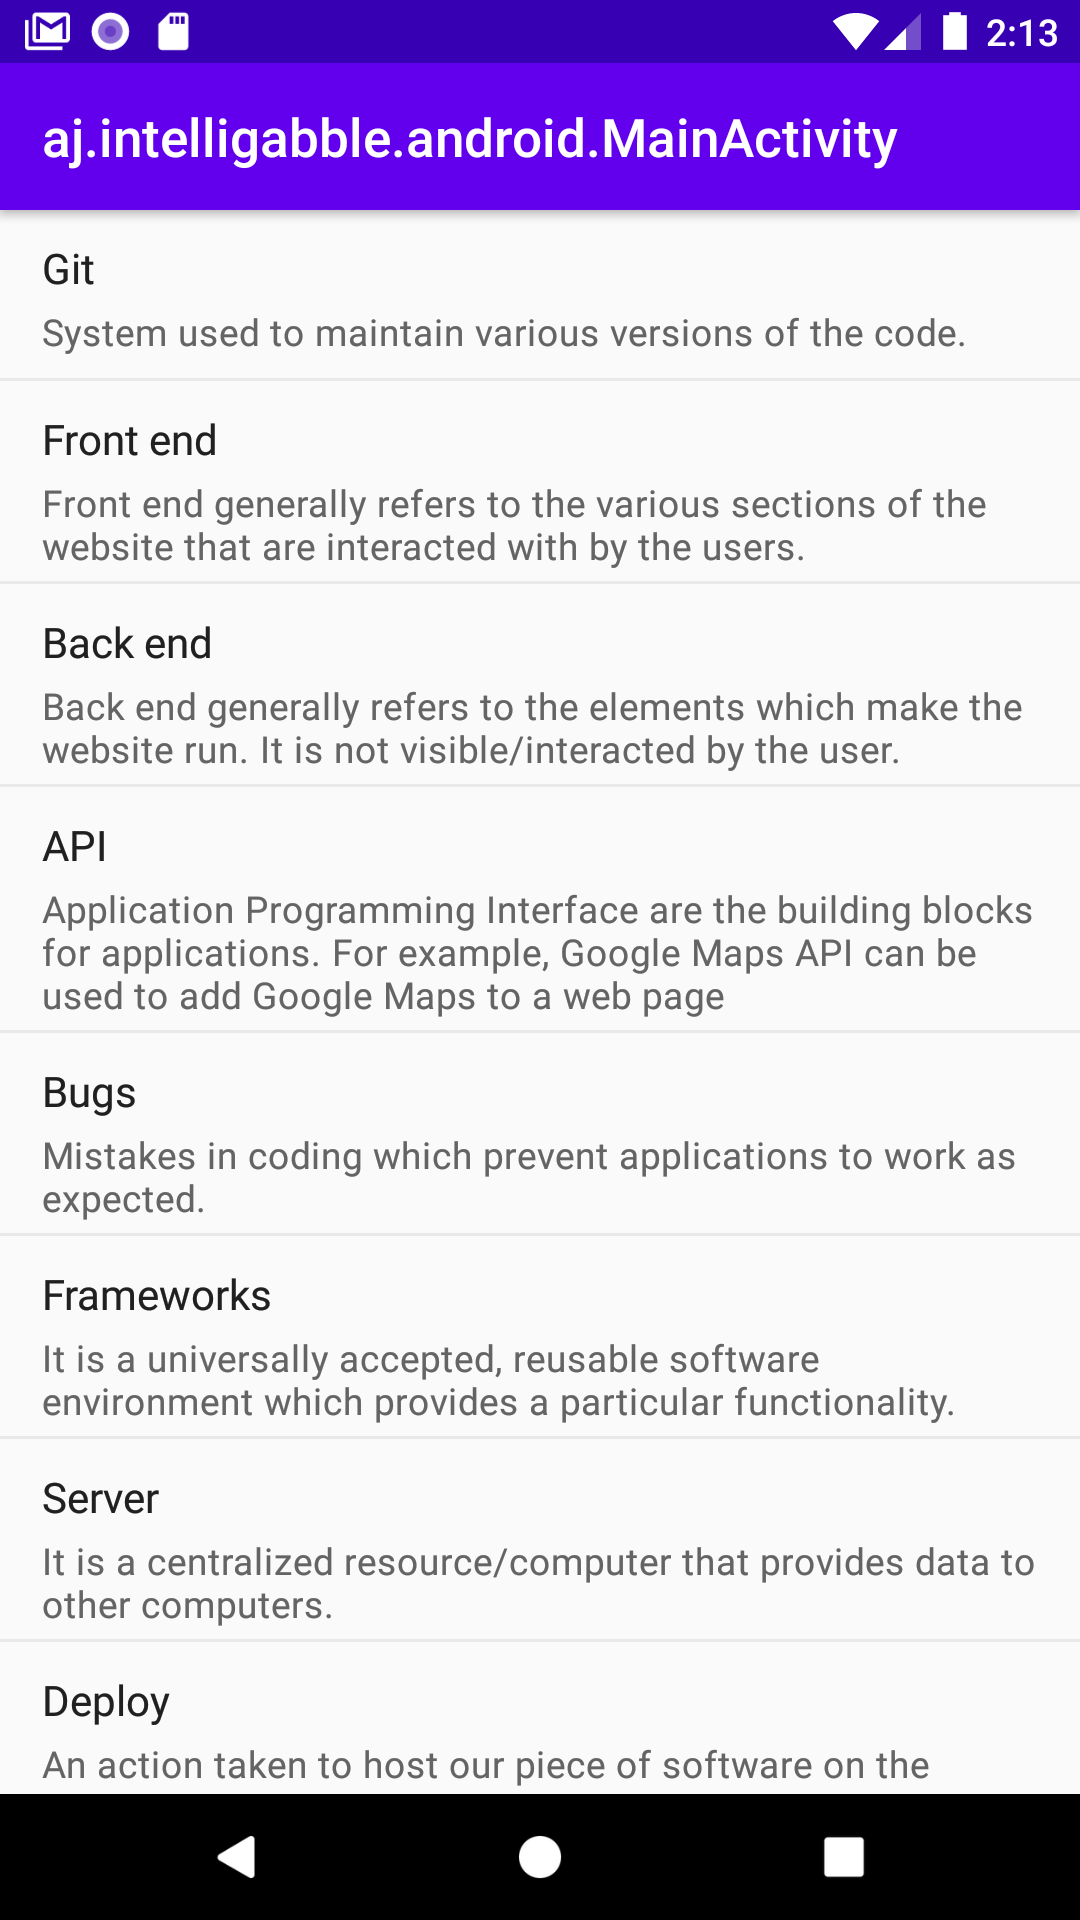 2:13
aj.intelligabble.android.MainActivity
Git
System used to maintain various versions of the code.
Front end
Front end generally refers to the various sections of the
website that are interacted with by the users.
Back end
Back end generally refers to the elements which make the
website run. It is not visible/interacted by the user.
API
Application Programming Interface are the building blocks
for applications. For example, Google Maps API can be
used to add Google Maps to a web page
Bugs
Mistakes in coding which prevent applications to work as
expected.
Frameworks
It is a universally accepted, reusable software
environment which provides a particular functionality.
Server
It is a centralized resource/computer that provides data to
other computers.
Deploy
An action taken to host our piece of software on the